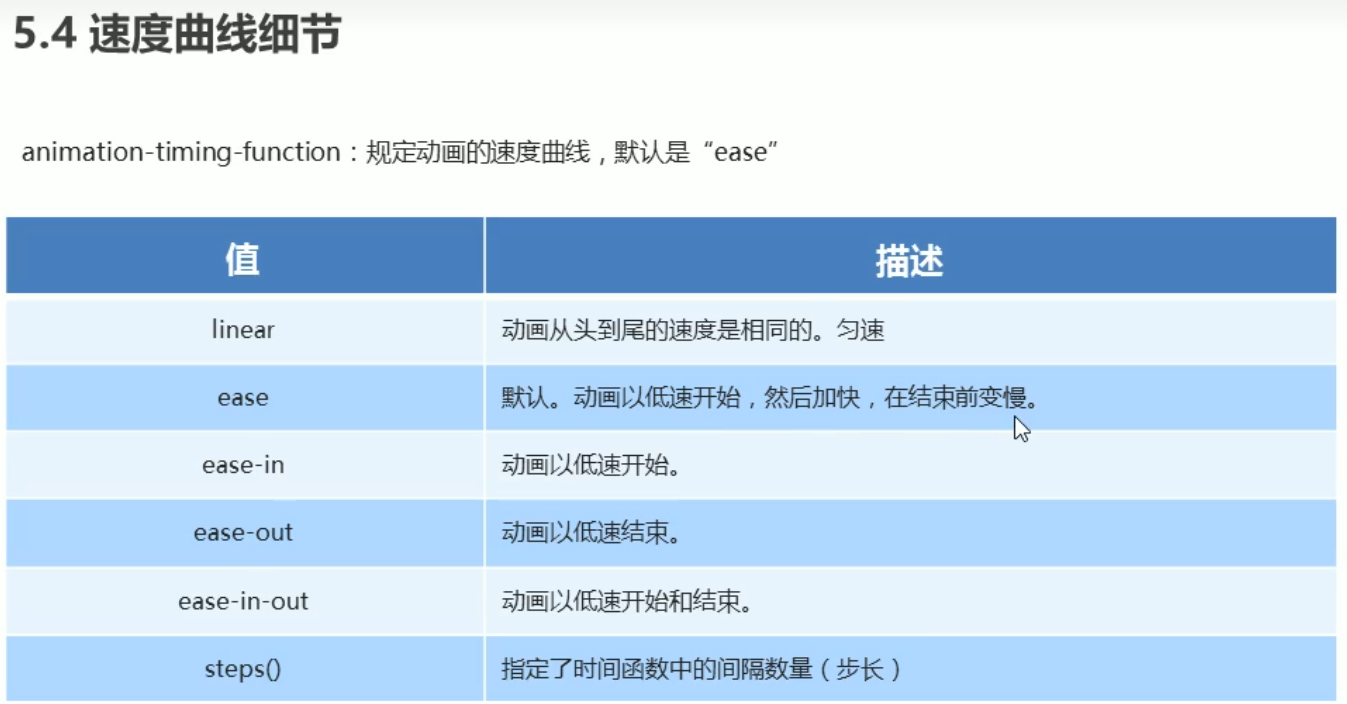 5.4 速度曲线细节
animation-timing-function：规定动画的速度曲线，默认是“ease”
值 描述
linear 动画从头到尾的速度是相同的。匀速
ease 默认。动画以低速开始，然后加快，在结束前变慢。
ease-in 动画以低速开始。
ease-out 动画以低速结束。
ease-in-out 动画以低速开始和结束。
steps() 指定了时间函数中的间隔数量（步长）